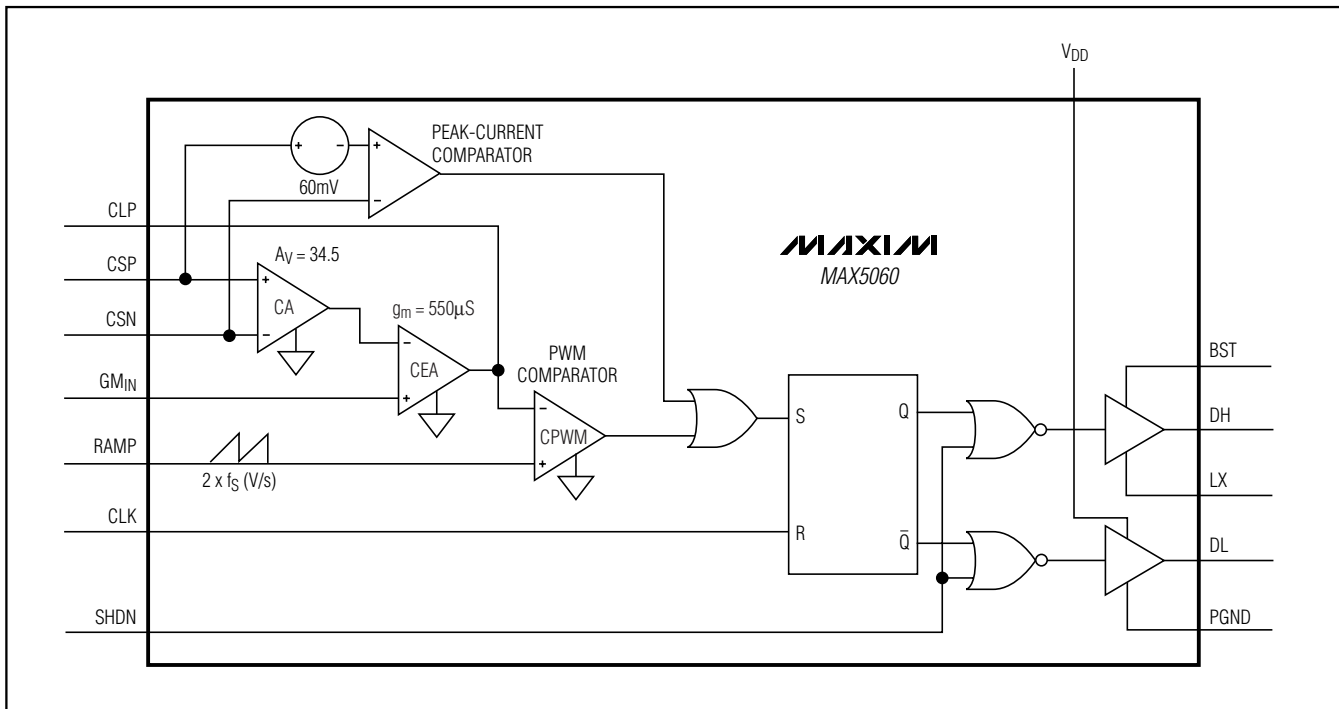 VDD
PEAK-CURRENT
COMPARATOR
+ −
60mV
+
−
CLP
CSP
AV = 34.5
+
CA
−
CSN
gm = 550µS
−
CEA
+
GMIN
PWM
COMPARATOR
−
CPWM
+
RAMP
2 x fS (V/s)
CLK
SHDN
MAXIM
MAX5060
S
Q
R
Q̅
BST
DH
LX
DL
PGND